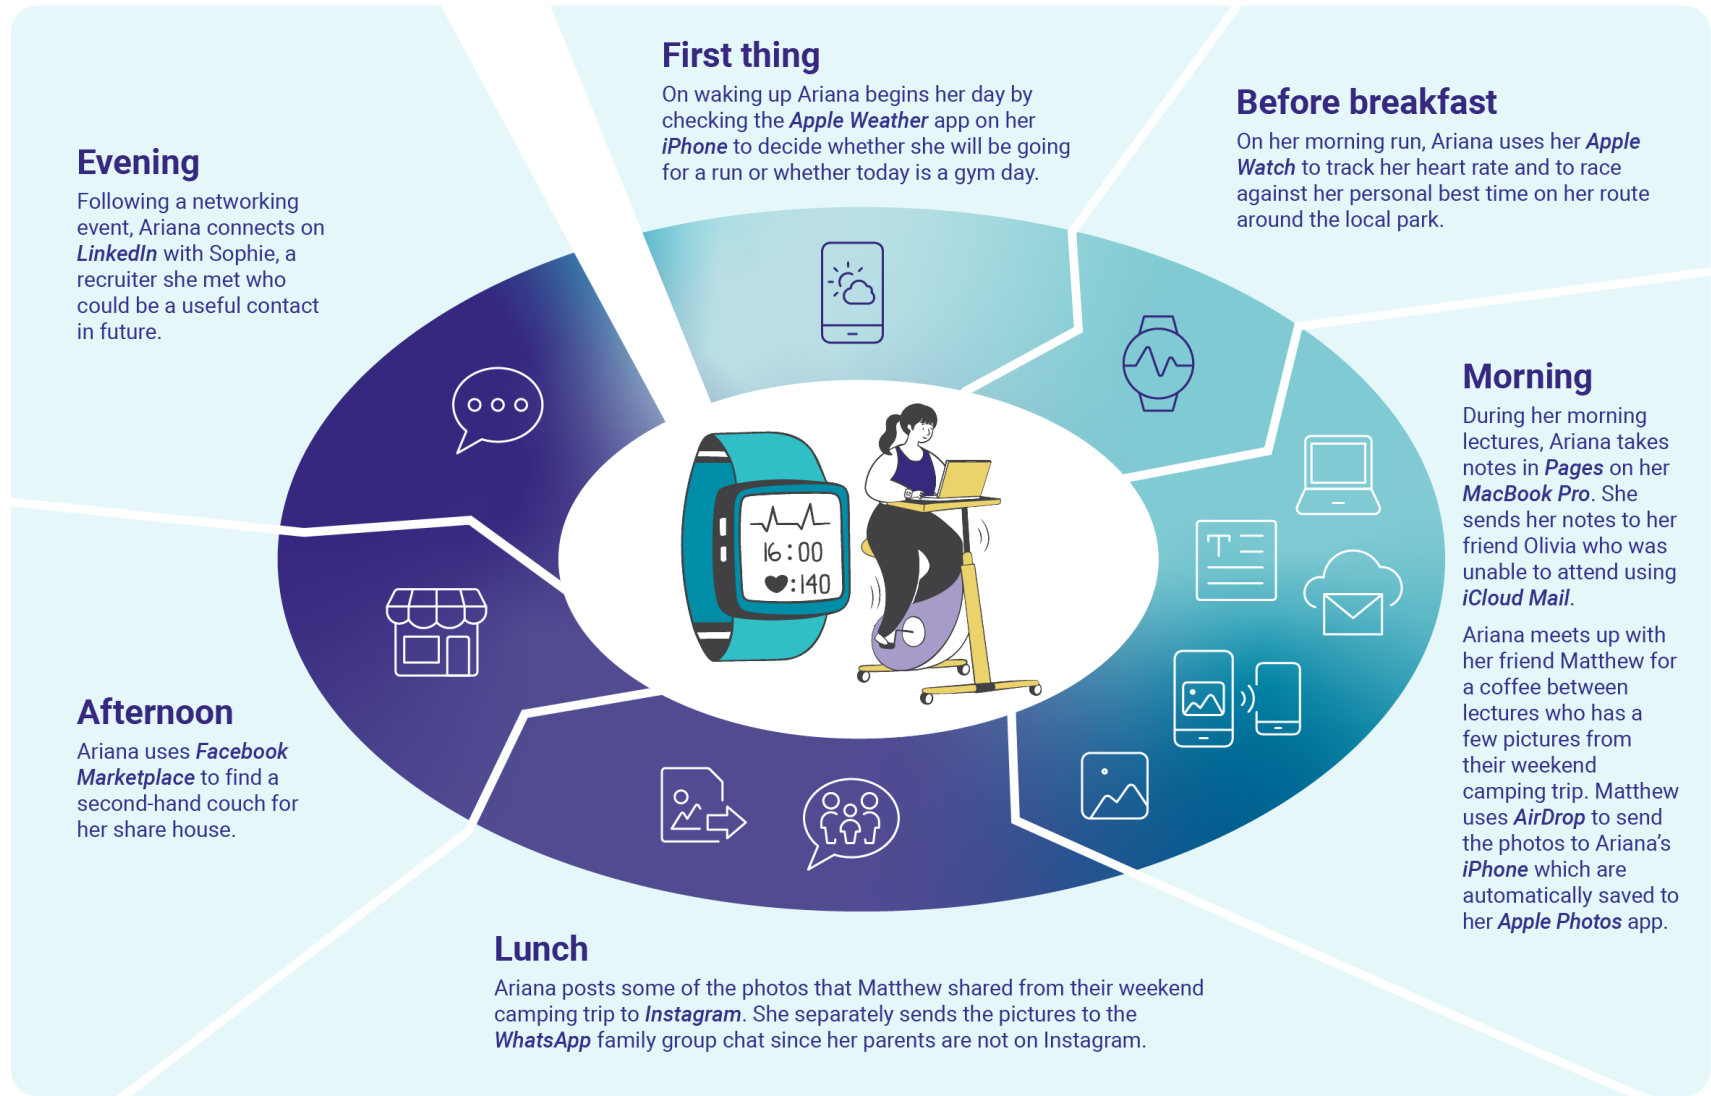 First thing
On waking up Ariana begins her day by
checking the Apple Weather app on her
iPhone to decide whether she will be going
for a run or whether today is a gym day.
Before breakfast
On her morning run, Ariana uses her Apple
Watch to track her heart rate and to race
against her personal best time on her route
around the local park.
Morning
During her morning
lectures, Ariana takes
notes in Pages on her
MacBook Pro. She
sends her notes to her
friend Olivia who was
unable to attend using
iCloud Mail.
Ariana meets up with
her friend Matthew for
a coffee between
lectures who has a
few pictures from
their weekend
camping trip. Matthew
uses AirDrop to send
the photos to Ariana’s
iPhone which are
automatically saved to
her Apple Photos app.
Lunch
Ariana posts some of the photos that Matthew shared from their weekend
camping trip to Instagram. She separately sends the pictures to the
WhatsApp family group chat since her parents are not on Instagram.
Afternoon
Ariana uses Facebook
Marketplace to find a
second-hand couch for
her share house.
Evening
Following a networking
event, Ariana connects on
LinkedIn with Sophie, a
recruiter she met who
could be a useful contact
in future.
16:00
:140
T